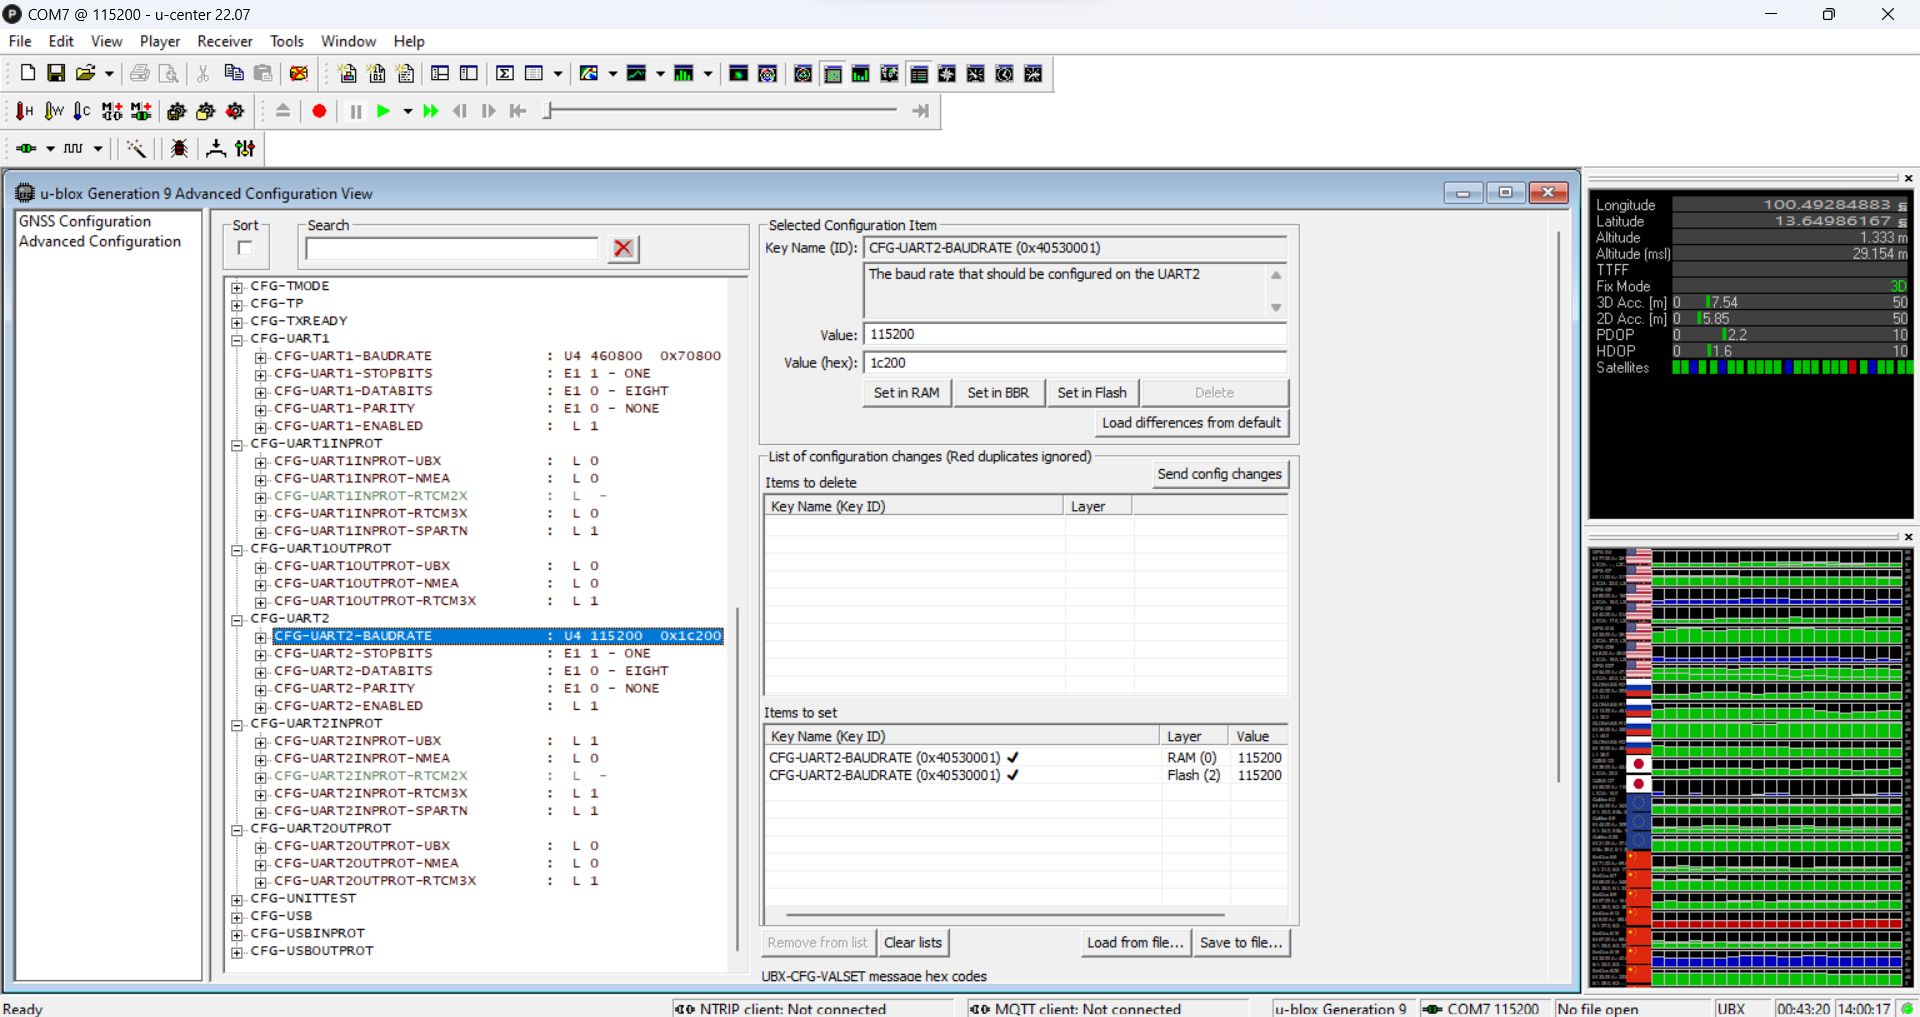 COM7 @ 115200 - u-center 22.07
File Edit View Player Receiver Tools Window Help
u-blox Generation 9 Advanced Configuration View
GNSS Configuration
Advanced Configuration
Sort
Search
CFG-TMODE
CFG-TP
CFG-TXREADY
CFG-UART1
CFG-UART1-BAUDRATE : U4 460800 0x70800
CFG-UART1-STOPBITS : E1 1 - ONE
CFG-UART1-DATABITS : E1 0 - EIGHT
CFG-UART1-PARITY : E1 0 - NONE
CFG-UART1-ENABLED : L 1
CFG-UART1INPROT
CFG-UART1INPROT-UBX : L 0
CFG-UART1INPROT-NMEA : L 0
CFG-UART1INPROT-RTCM2X : L -
CFG-UART1INPROT-RTCM3X : L 0
CFG-UART1INPROT-SPARTN : L 1
CFG-UART1OUTPROT
CFG-UART1OUTPROT-UBX : L 0
CFG-UART1OUTPROT-NMEA : L 0
CFG-UART1OUTPROT-RTCM3X : L 1
CFG-UART2
CFG-UART2-BAUDRATE : U4 115200 0x1c200
CFG-UART2-STOPBITS : E1 1 - ONE
CFG-UART2-DATABITS : E1 0 - EIGHT
CFG-UART2-PARITY : E1 0 - NONE
CFG-UART2-ENABLED : L 1
CFG-UART2INPROT
CFG-UART2INPROT-UBX : L 1
CFG-UART2INPROT-NMEA : L 0
CFG-UART2INPROT-RTCM2X : L -
CFG-UART2INPROT-RTCM3X : L 1
CFG-UART2INPROT-SPARTN : L 1
CFG-UART2OUTPROT
CFG-UART2OUTPROT-UBX : L 0
CFG-UART2OUTPROT-NMEA : L 0
CFG-UART2OUTPROT-RTCM3X : L 1
CFG-UNITTEST
CFG-USB
CFG-USBINPROT
CFG-USBOUTPROT
Selected Configuration Item
Key Name (ID): CFG-UART2-BAUDRATE (0x40530001)
The baud rate that should be configured on the UART2
Value: 115200
Value (hex): 1c200
Set in RAM Set in BBR Set in Flash Delete
Load differences from default
List of configuration changes (Red duplicates ignored)
Send config changes
Items to delete
Key Name (Key ID) Layer
Items to set
Key Name (Key ID) Layer Value
CFG-UART2-BAUDRATE (0x40530001) ✓ RAM (0) 115200
CFG-UART2-BAUDRATE (0x40530001) ✓ Flash (2) 115200
Remove from list Clear lists Load from file... Save to file...
UBX-CFG-VALSET message hex codes
Longitude 100.49284883 °
Latitude 13.64986167 °
Altitude 1.333 m
Altitude (msl) 29.154 m
TTFF
Fix Mode 3D
3D Acc. [m] 0 7.54 50
2D Acc. [m] 0 5.85 50
PDOP 0 2.2 10
HDOP 0 1.6 10
Satellites
Ready NTRIP client: Not connected MQTT client: Not connected u-blox Generation 9 COM7 115200 No file open UBX 00:43:20 14:00:17